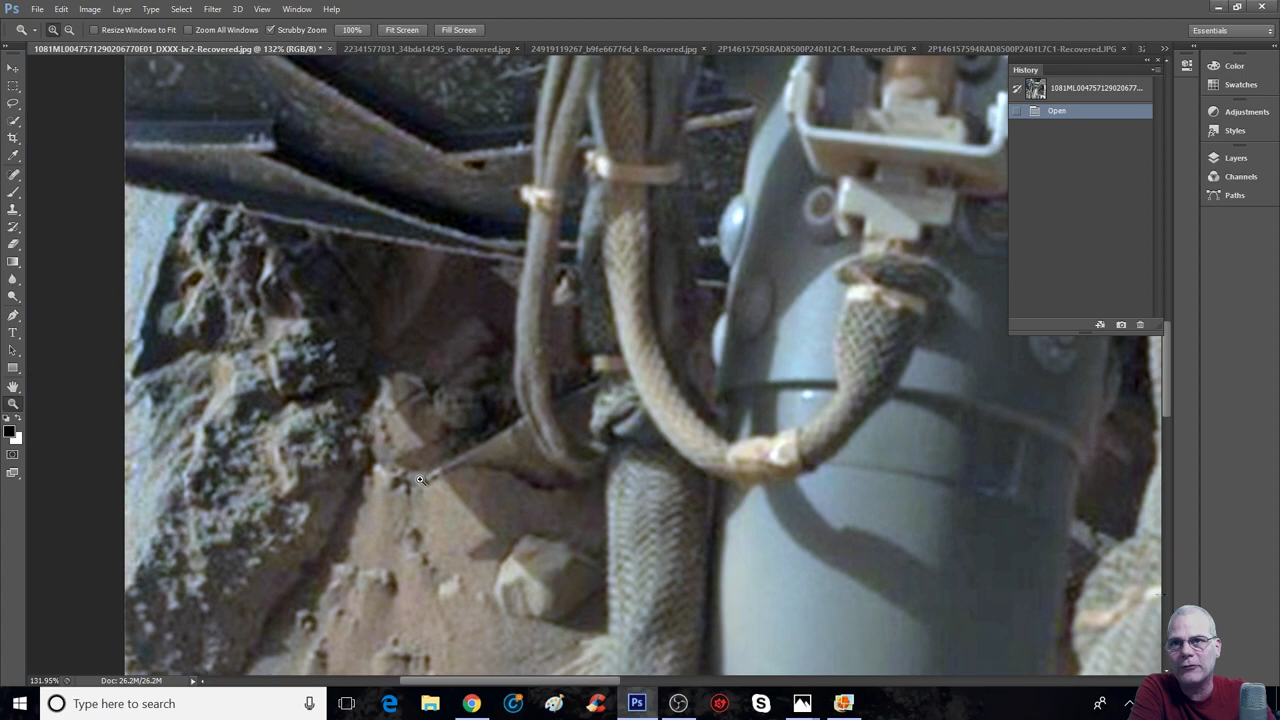 Ps File Edit Image Layer Type Select Filter 3D View Window Help
Resize Windows to Fit Zoom All Windows Scrubby Zoom 100% Fit Screen Fill Screen Essentials
1081ML0047571290206770E01_DXXX-br2-Recovered.jpg @ 132% (RGB/8) * × 22341577031_34bda14295_o-Recovered.jpg × 24919119267_b9fe66776d_k-Recovered.jpg × 2P146157505RAD8500P2401L2C1-Recovered.JPG × 2P146157594RAD8500P2401L7C1-Recovered.JPG ×
History
1081ML004757129020677...
Open
Color
Swatches
Adjustments
Styles
Layers
Channels
Paths
131.95% Doc: 26.2M/26.2M
Type here to search